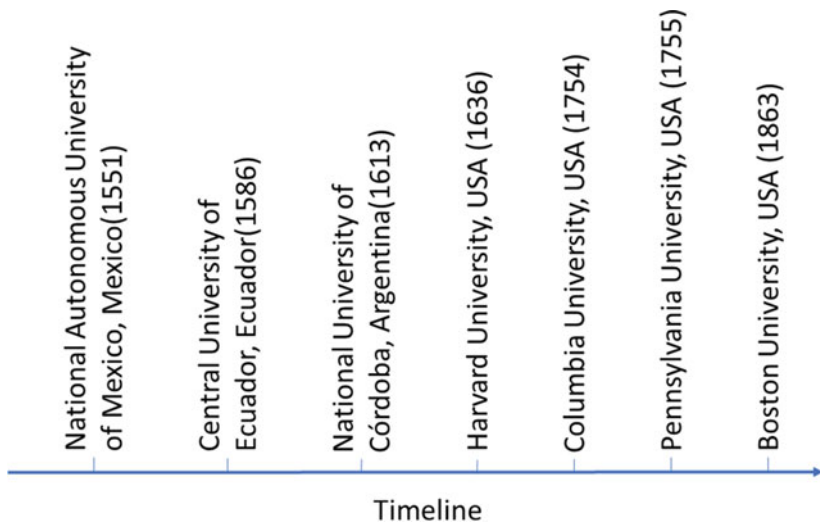 National Autonomous University
of Mexico, Mexico(1551)
Central University of
Ecuador, Ecuador(1586)
National University of
Córdoba, Argentina(1613)
Harvard University, USA (1636)
Columbia University, USA (1754)
Pennsylvania University, USA (1755)
Boston University, USA (1863)
Timeline